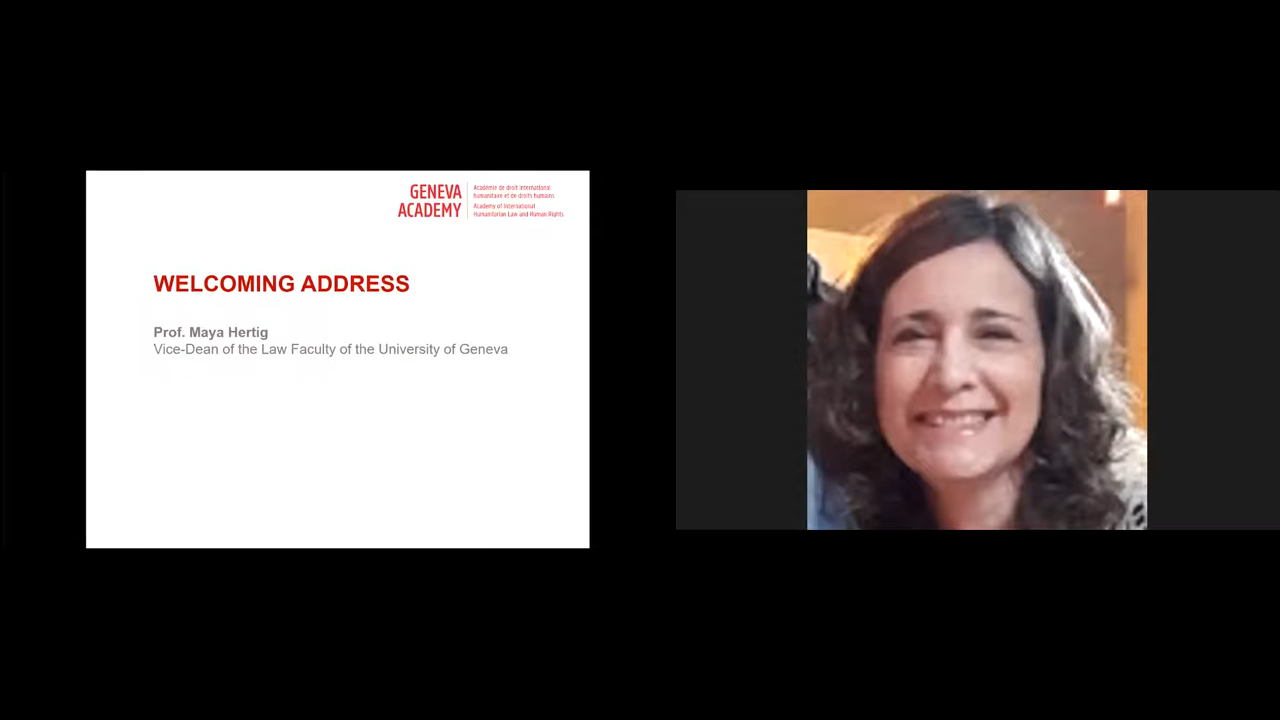 GENEVA
ACADEMY
Académie de droit international
humanitaire et de droits humains
Academy of International
Humanitarian Law and Human Rights
WELCOMING ADDRESS
Prof. Maya Hertig
Vice-Dean of the Law Faculty of the University of Geneva